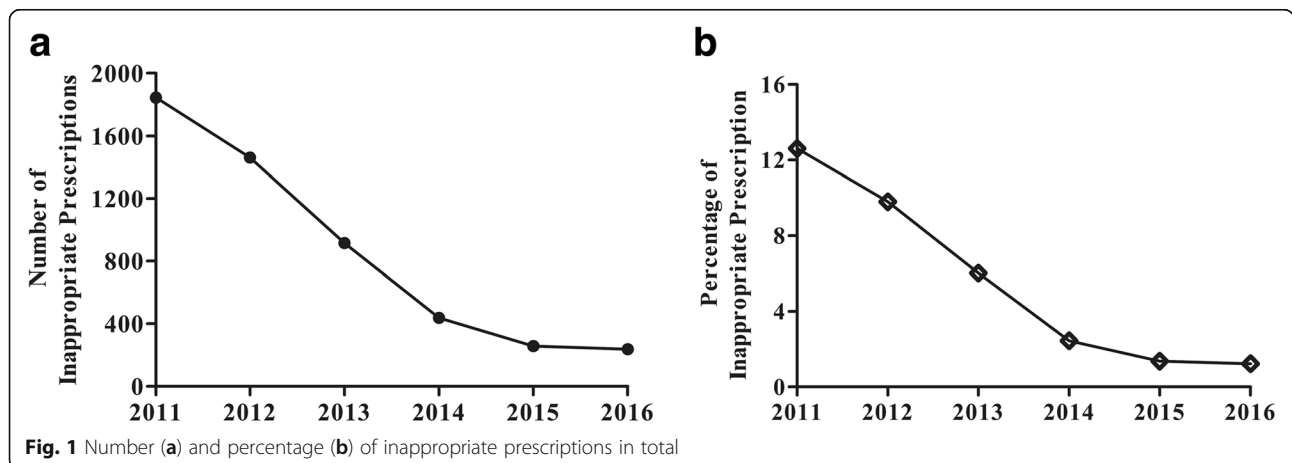 a
2000
1600
1200
800
400
0
Number of
Inappropriate Prescriptions
2011 2012 2013 2014 2015 2016
b
16
12
8
4
0
Percentage of
Inappropriate Prescription
2011 2012 2013 2014 2015 2016
Fig. 1 Number (a) and percentage (b) of inappropriate prescriptions in total